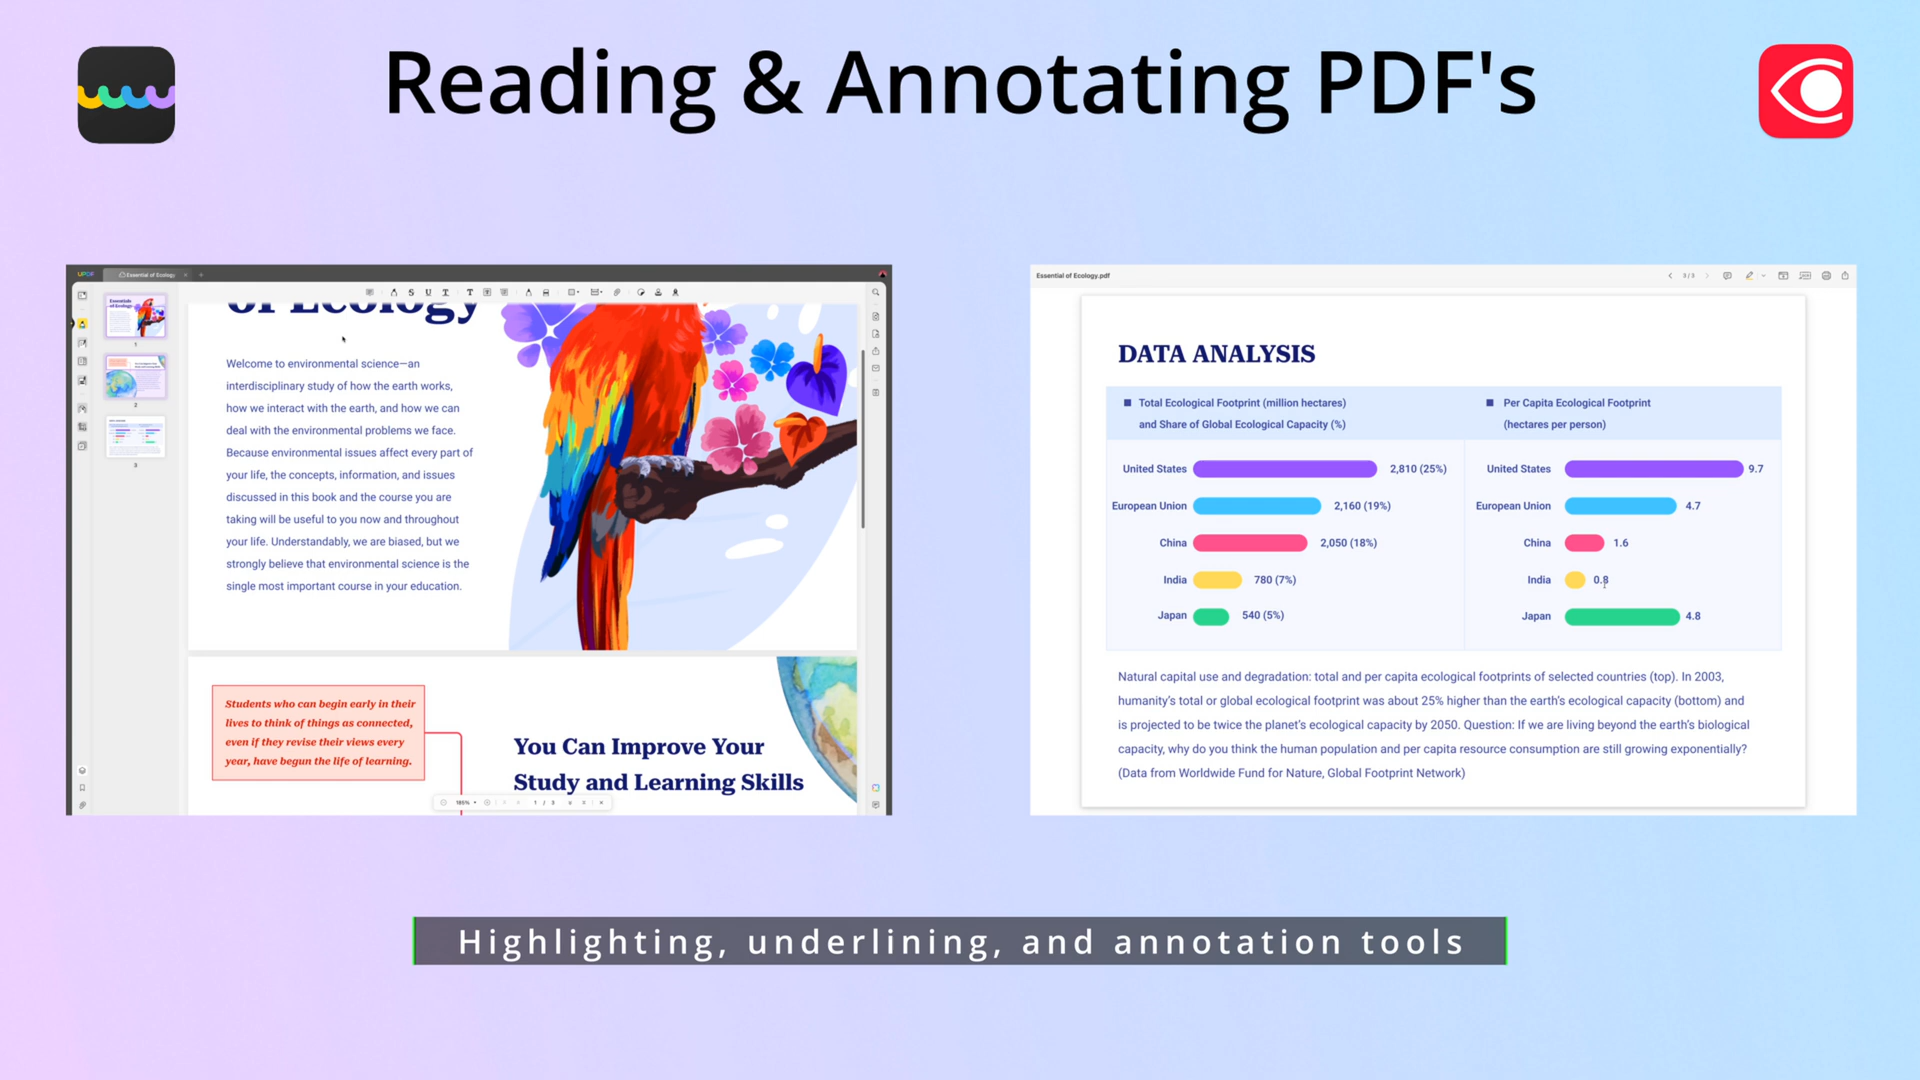 Reading & Annotating PDF's
UPDF
Essential of Ecology
of Ecology
Welcome to environmental science—an
interdisciplinary study of how the earth works,
how we interact with the earth, and how we can
deal with the environmental problems we face.
Because environmental issues affect every part of
your life, the concepts, information, and issues
discussed in this book and the course you are
taking will be useful to you now and throughout
your life. Understandably, we are biased, but we
strongly believe that environmental science is the
single most important course in your education.
1
2
3
Students who can begin early in their
lives to think of things as connected,
even if they revise their views every
year, have begun the life of learning.
You Can Improve Your
Study and Learning Skills
185%
1 / 3
Essential of Ecology.pdf
3 / 3
DATA ANALYSIS
Total Ecological Footprint (million hectares)
and Share of Global Ecological Capacity (%)
Per Capita Ecological Footprint
(hectares per person)
United States 2,810 (25%)
European Union 2,160 (19%)
China 2,050 (18%)
India 780 (7%)
Japan 540 (5%)
United States 9.7
European Union 4.7
China 1.6
India 0.8
Japan 4.8
Natural capital use and degradation: total and per capita ecological footprints of selected countries (top). In 2003,
humanity's total or global ecological footprint was about 25% higher than the earth's ecological capacity (bottom) and
is projected to be twice the planet's ecological capacity by 2050. Question: If we are living beyond the earth's biological
capacity, why do you think the human population and per capita resource consumption are still growing exponentially?
(Data from Worldwide Fund for Nature, Global Footprint Network)
Highlighting, underlining, and annotation tools